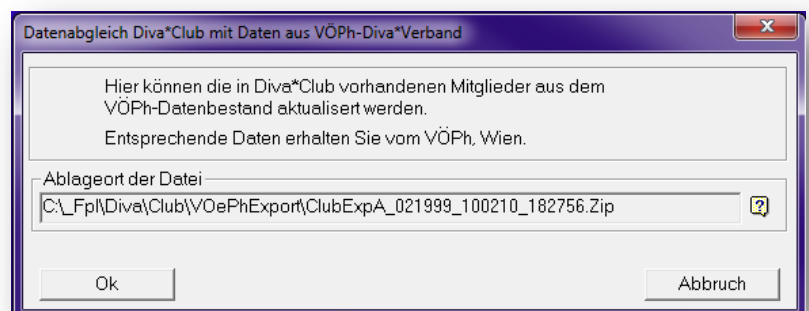 Datenabgleich Diva*Club mit Daten aus VÖPh-Diva*Verband
Hier können die in Diva*Club vorhandenen Mitglieder aus dem
VÖPh-Datenbestand aktualisert werden.
Entsprechende Daten erhalten Sie vom VÖPh, Wien.
Ablageort der Datei
C:\_Fpl\Diva\Club\VOePhExport\ClubExpA_021999_100210_182756.Zip
Ok
Abbruch